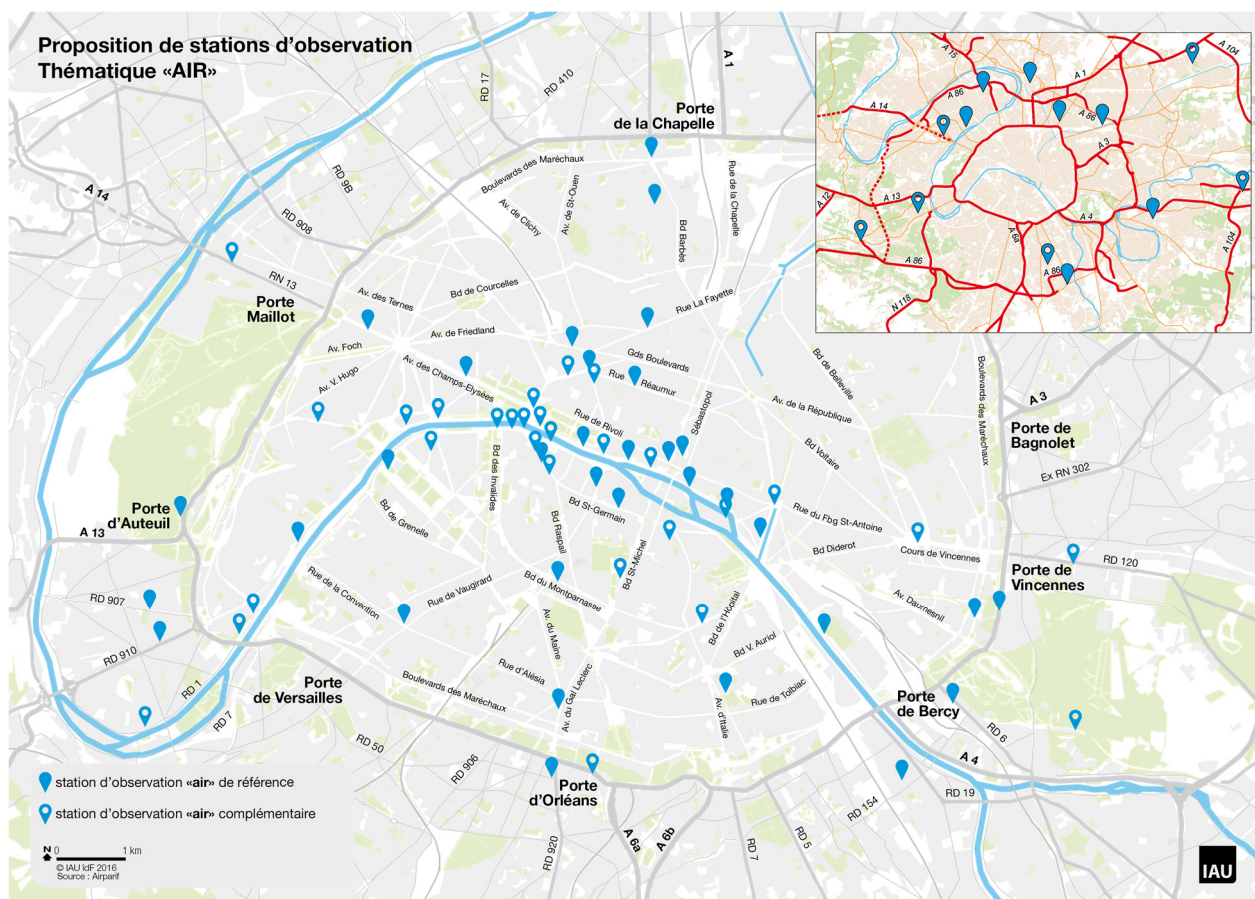 Proposition de stations d'observation
Thématique «AIR»
RD 17
RD 410
A 1
Porte
de la Chapelle
Boulevards des Maréchaux
Av. de St-Ouen
Av. de Clichy
Bd Barbès
Rue de la Chapelle
RD 9B
A 14
RD 908
RN 13
Porte
Maillot
Av. des Ternes
Bd de Courcelles
Rue La Fayette
Av. de Friedland
Av. Foch
Av. V. Hugo
Av. des Champs-Elysées
Gds Boulevards
Rue
Réaumur
Rue de Rivoli
Sébastopol
Av. de la République
Bd de Belleville
Boulevards des Maréchaux
A 3
Porte de
Bagnolet
Ex RN 302
Bd Voltaire
Bd des Invalides
Bd St-Germain
Bd de Grenelle
Bd Raspail
Bd St-Michel
Rue du Fbg St-Antoine
Bd Diderot
Cours de Vincennes
Porte de
Vincennes
RD 120
Porte
d'Auteuil
A 13
RD 907
RD 910
Rue de la Convention
Rue de Vaugirard
Bd du Montparnasse
Av. du Maine
Bd de l'Hôpital
Bd V. Auriol
Av. Daumesnil
Rue d'Alésia
Av. du Gal Leclerc
Rue de Tolbiac
Av. d'Italie
Porte
de Bercy
RD 6
A 4
RD 19
RD 154
RD 1
RD 7
Porte
de Versailles
Boulevards des Maréchaux
RD 50
RD 906
Porte
d'Orléans
RD 920
A 6a
A 6b
RD 7
RD 5
A 15
A 86
A 1
A 104
A 14
A 86
A 3
A 13
A 12
A 4
A 6a
A 104
A 86
A 86
N 118
station d'observation «air» de référence
station d'observation «air» complémentaire
N 0 1 km
© IAU îdF 2016
Source : Airparif
IAU